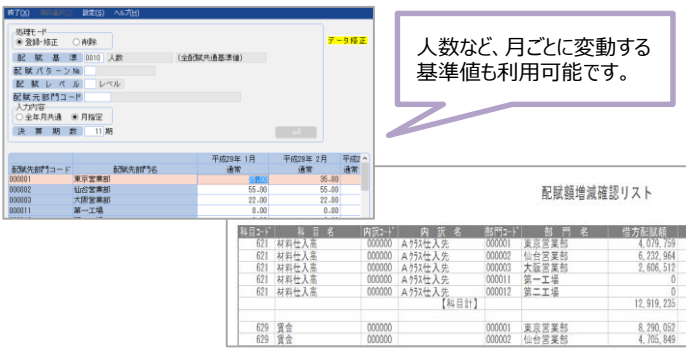 終了(X) 設定(S) ヘルプ(H)
処理モード
登録・修正 削除
データ修正
配賦基準 0010 人数 (全配賦共通基準値)
配賦パターン№
配賦レベル レベル
配賦元部門コード
入力内容
全年月共通 月指定
決算期数 11 期
平成29年 1月 平成29年 2月 平成2
配賦先部門コード 配賦先部門名 通常 通常 通常
000001 東京営業部 35.00
000002 仙台営業部 55.00 55.00
000003 大阪営業部 22.00 22.00
000011 第一工場 0.00 0.00
人数など、月ごとに変動する
基準値も利用可能です。
配賦額増減確認リスト
科目コード 科目名 内訳コード 内訳名 部門コード 部門名 借方配賦額
621 材料仕入高 000000 Aクラス仕入先 000001 東京営業部 4,079,759
621 材料仕入高 000000 Aクラス仕入先 000002 仙台営業部 6,232,964
621 材料仕入高 000000 Aクラス仕入先 000003 大阪営業部 2,606,512
621 材料仕入高 000000 Aクラス仕入先 000011 第一工場 0
621 材料仕入高 000000 Aクラス仕入先 000012 第二工場 0
【科目計】 12,919,235
629 賃金 000000 000001 東京営業部 8,290,052
629 賃金 000000 000002 仙台営業部 4,705,849